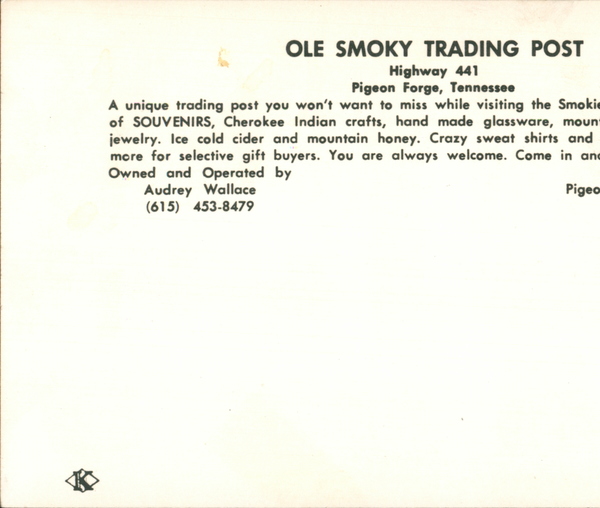 OLE SMOKY TRADING POST
Highway 441
Pigeon Forge, Tennessee
A unique trading post you won't want to miss while visiting the Smokie
of SOUVENIRS, Cherokee Indian crafts, hand made glassware, moun
jewelry. Ice cold cider and mountain honey. Crazy sweat shirts and
more for selective gift buyers. You are always welcome. Come in and
Owned and Operated by
Audrey Wallace Pigeo
(615) 453-8479
K